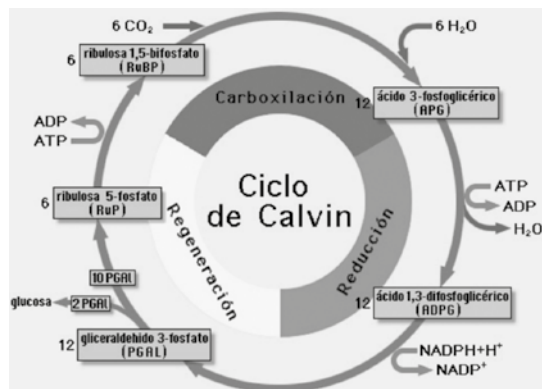 6 CO₂
6 H₂O
6 ribulosa 1,5-bifosfato
(RuBP)
Carboxilación
12 ácido 3-fosfoglicérico
(APG)
ADP
ATP
ATP
ADP
H₂O
6 ribulosa 5-fosfato
(RuP)
Ciclo
de Calvin
Regeneración
Reducción
10 PGAL
glucosa
2 PGAL
12 ácido 1,3-difosfoglicérico
(ADPG)
12 gliceraldehido 3-fosfato
(PGAL)
NADPH+H⁺
NADP⁺